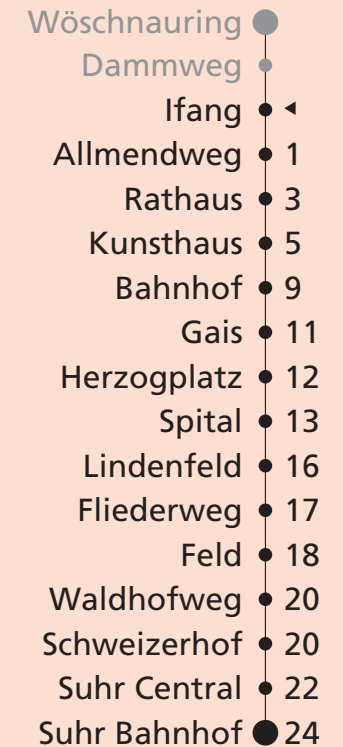 Wöschnauring
Dammweg
Ifang
Allmendweg 1
Rathaus 3
Kunsthaus 5
Bahnhof 9
Gais 11
Herzogplatz 12
Spital 13
Lindenfeld 16
Fliederweg 17
Feld 18
Waldhofweg 20
Schweizerhof 20
Suhr Central 22
Suhr Bahnhof 24